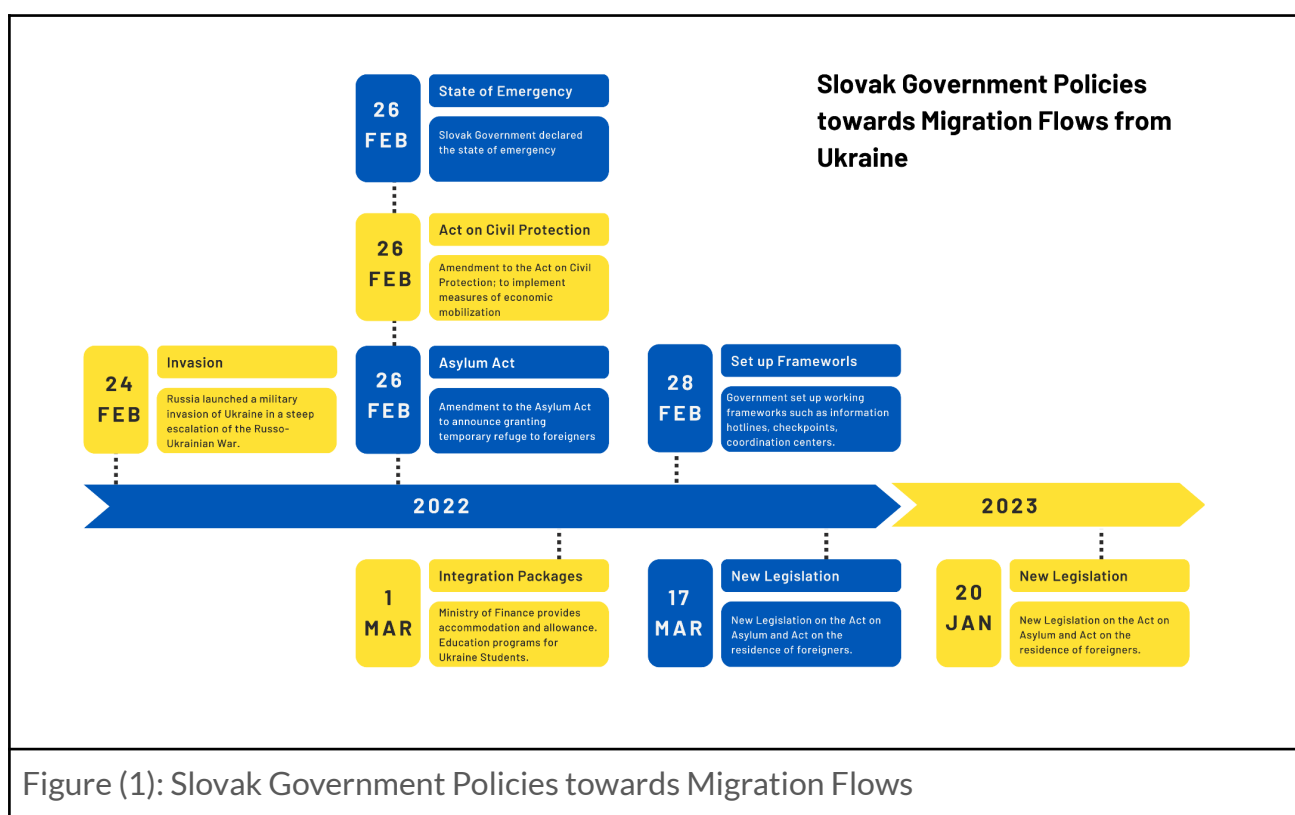 Slovak Government Policies
towards Migration Flows from
Ukraine
26
FEB
State of Emergency
Slovak Government declared
the state of emergency
26
FEB
Act on Civil Protection
Amendment to the Act on Civil
Protection; to implement
measures of economic
mobilization
24
FEB
Invasion
Russia launched a military
invasion of Ukraine in a steep
escalation of the Russo-
Ukrainian War.
26
FEB
Asylum Act
Amendment to the Asylum Act
to announce granting
temporary refuge to foreigners
28
FEB
Set up Frameworls
Government set up working
frameworks such as information
hotlines, checkpoints,
coordination centers.
2022
2023
1
MAR
Integration Packages
Ministry of Finance provides
accommodation and allowance.
Education programs for
Ukraine Students.
17
MAR
New Legislation
New Legislation on the Act on
Asylum and Act on the
residence of foreigners.
20
JAN
New Legislation
New Legislation on the Act on
Asylum and Act on the
residence of foreigners.
Figure (1): Slovak Government Policies towards Migration Flows